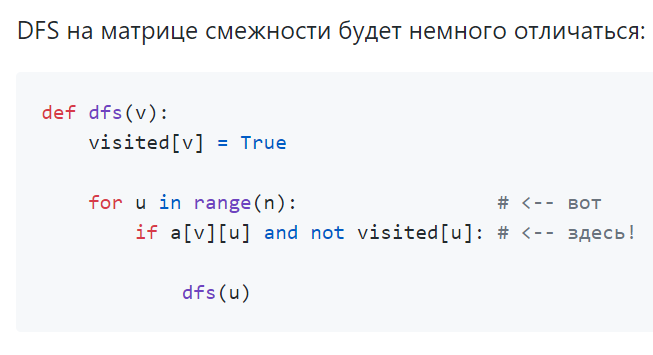 DFS на матрице смежности будет немного отличаться:
def dfs(v):
    visited[v] = True
    for u in range(n):                 # <-- вот
        if a[v][u] and not visited[u]: # <-- здесь!
            dfs(u)